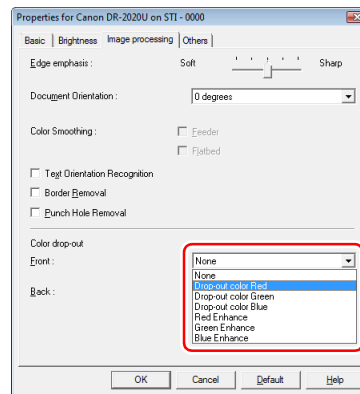 Properties for Canon DR-2020U on STI - 0000
Basic Brightness Image processing Others
Edge emphasis : Soft Sharp
Document Orientation : 0 degrees
Color Smoothing : Feeder
Flatbed
Text Orientation Recognition
Border Removal
Punch Hole Removal
Color drop-out
Front : None
None
Drop-out color Red
Back : Drop-out color Green
Drop-out color Blue
Red Enhance
Green Enhance
Blue Enhance
OK Cancel Default Help